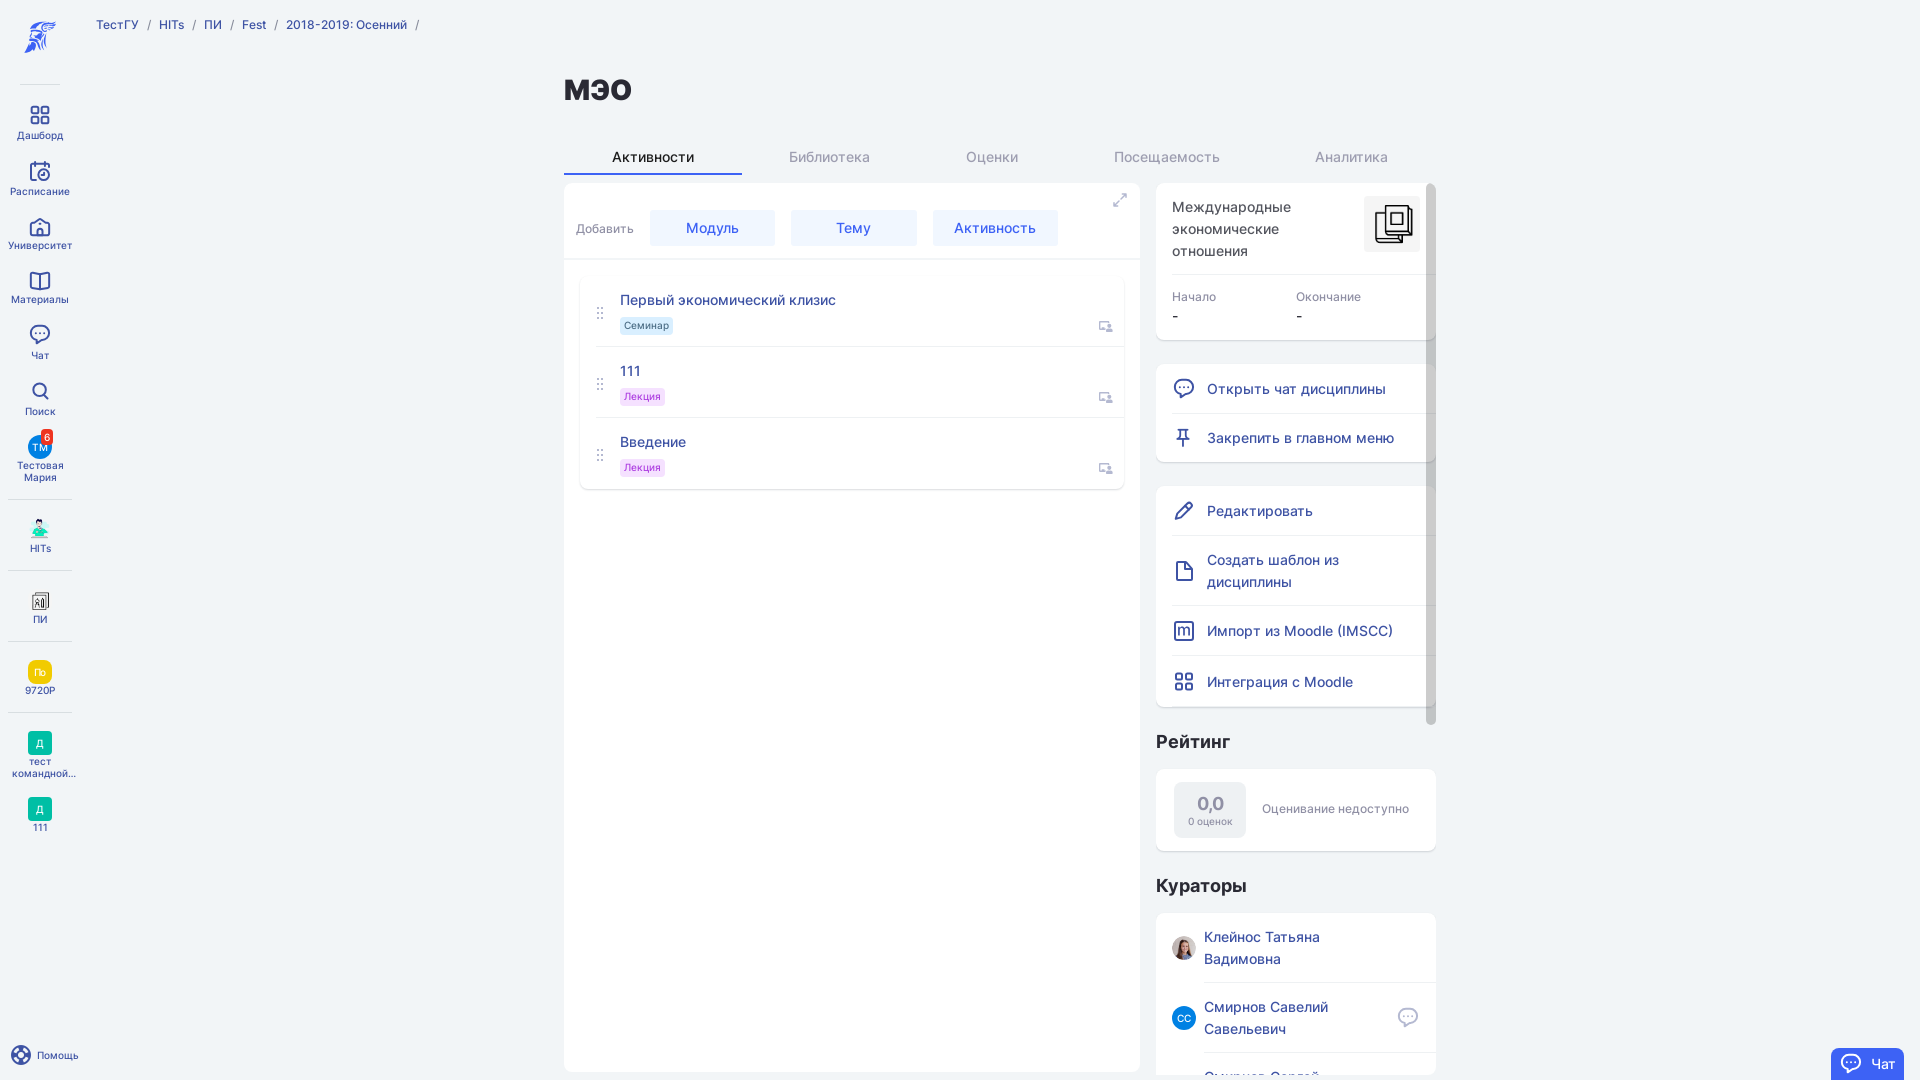 ТестГУ / HITs / ПИ / Fest / 2018-2019: Осенний /
мэо
Дашборд
Расписание
Университет
Материалы
Чат
Поиск
ТМ 6
Тестовая
Мария
HITs
ПИ
По
9720Р
Д
тест
командной...
Д
111
Помощь
Активности Библиотека Оценки Посещаемость Аналитика
Добавить Модуль Тему Активность
Первый экономический клизис
Семинар
111
Лекция
Введение
Лекция
Международные
экономические
отношения
Начало Окончание
- -
Открыть чат дисциплины
Закрепить в главном меню
Редактировать
Создать шаблон из
дисциплины
Импорт из Moodle (IMSCC)
Интеграция с Moodle
Рейтинг
0,0
0 оценок
Оценивание недоступно
Кураторы
Клейнос Татьяна
Вадимовна
СС
Смирнов Савелий
Савельевич
Смирнов Сергей
Чат